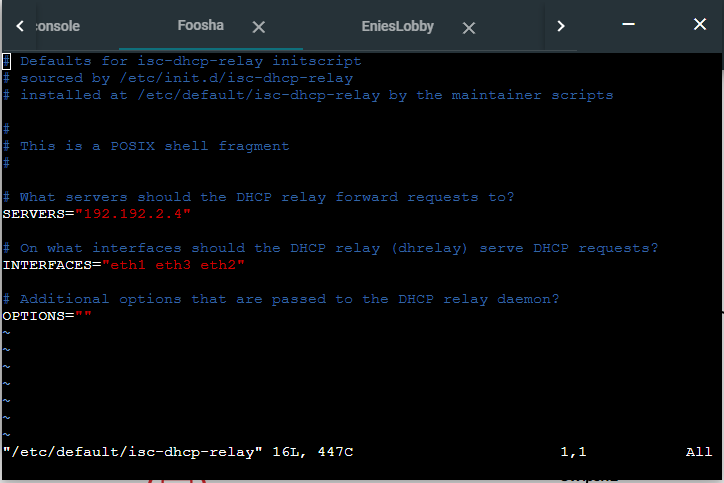 console
Foosha
EniesLobby
# Defaults for isc-dhcp-relay initscript
# sourced by /etc/init.d/isc-dhcp-relay
# installed at /etc/default/isc-dhcp-relay by the maintainer scripts
#
# This is a POSIX shell fragment
#
# What servers should the DHCP relay forward requests to?
SERVERS="192.192.2.4"
# On what interfaces should the DHCP relay (dhrelay) serve DHCP requests?
INTERFACES="eth1 eth3 eth2"
# Additional options that are passed to the DHCP relay daemon?
OPTIONS=""
~
~
~
~
~
~
~
"/etc/default/isc-dhcp-relay" 16L, 447C 1,1 All